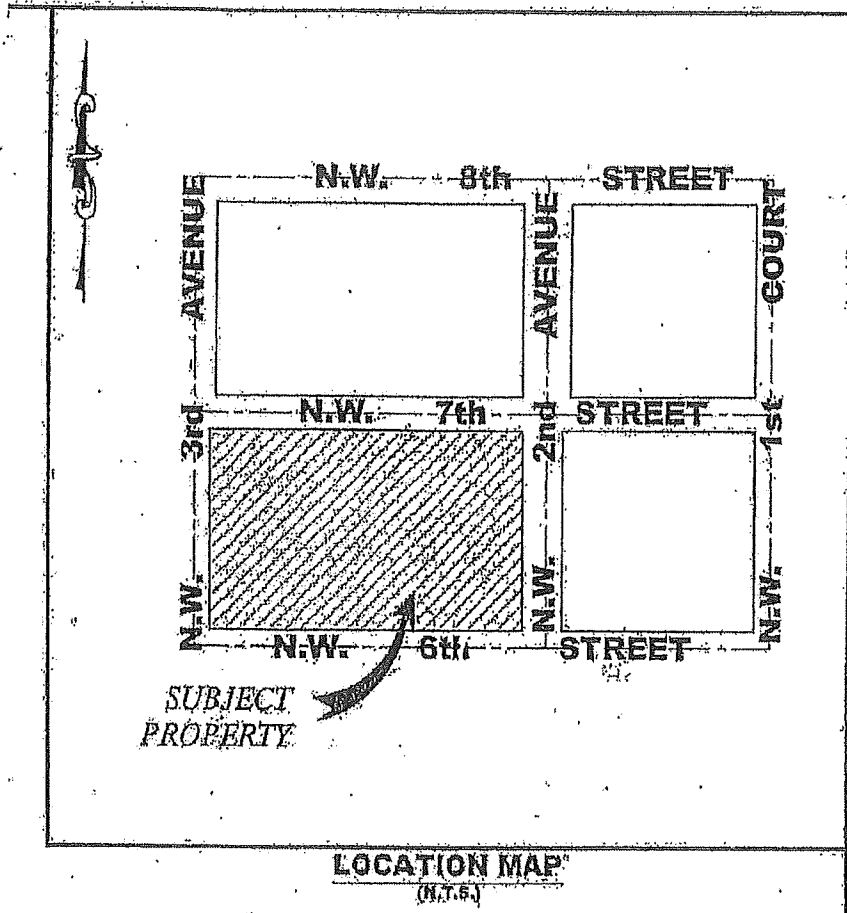 N.W. 8th STREET
N.W. 3rd AVENUE
N.W. 2nd AVENUE
N.W. 1st COURT
N.W. 7th STREET
N.W. 6th STREET
SUBJECT
PROPERTY
LOCATION MAP
(N.T.S.)